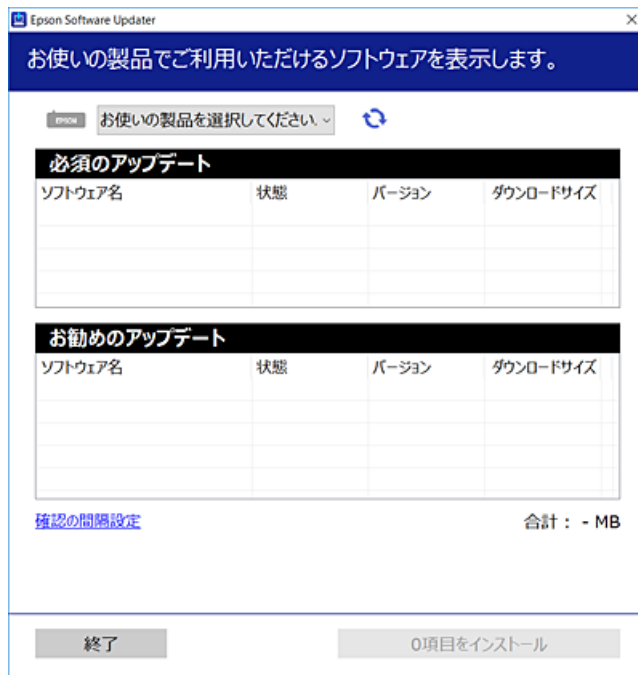 Epson Software Updater
お使いの製品でご利用いただけるソフトウェアを表示します。
EPSON お使いの製品を選択してください.
必須のアップデート
ソフトウェア名 状態 バージョン ダウンロードサイズ
お勧めのアップデート
ソフトウェア名 状態 バージョン ダウンロードサイズ
確認の間隔設定 合計： - MB
終了 0項目をインストール